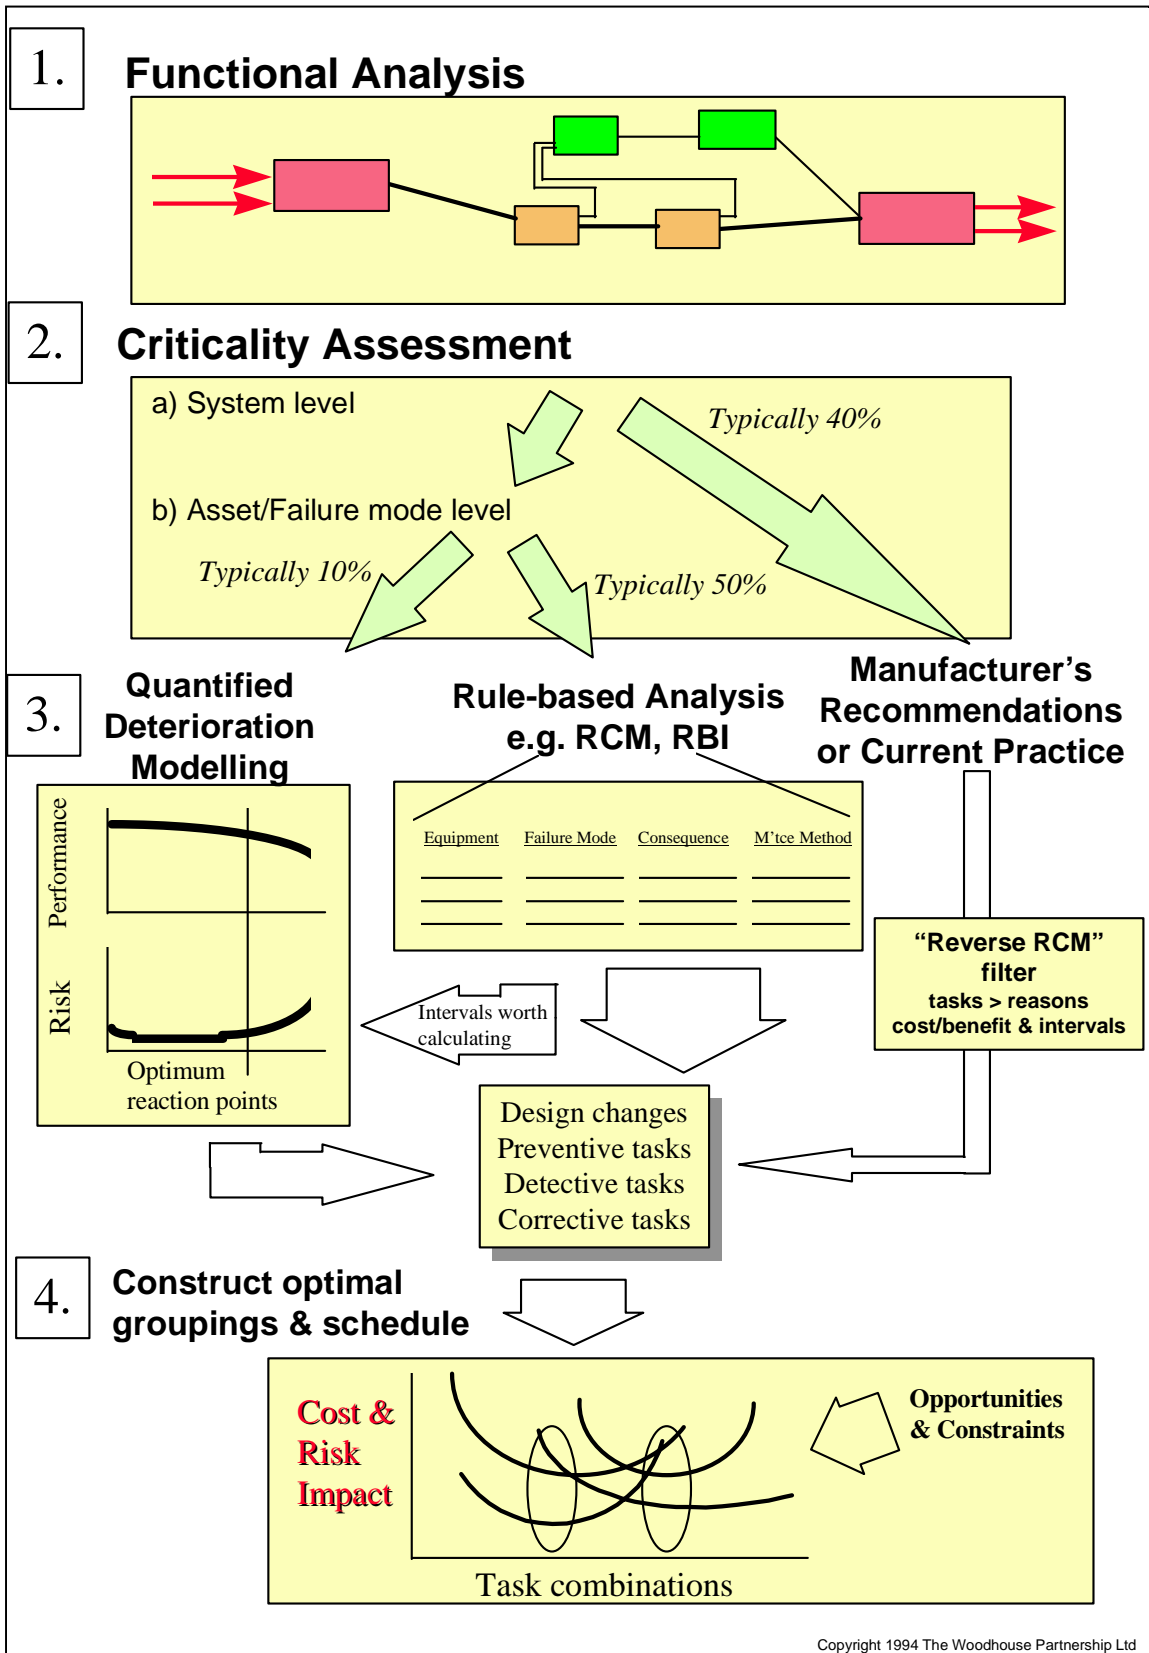 1.
Functional Analysis
2.
Criticality Assessment
a) System level
Typically 40%
b) Asset/Failure mode level
Typically 10%
Typically 50%
3.
Quantified
Deterioration
Modelling
Rule-based Analysis
e.g. RCM, RBI
Manufacturer’s
Recommendations
or Current Practice
Performance
Risk
Optimum
reaction points
Equipment Failure Mode Consequence M’tce Method
“Reverse RCM”
filter
tasks > reasons
cost/benefit & intervals
Intervals worth
calculating
Design changes
Preventive tasks
Detective tasks
Corrective tasks
4.
Construct optimal
groupings & schedule
Cost &
Risk
Impact
Opportunities
& Constraints
Task combinations
Copyright 1994 The Woodhouse Partnership Ltd